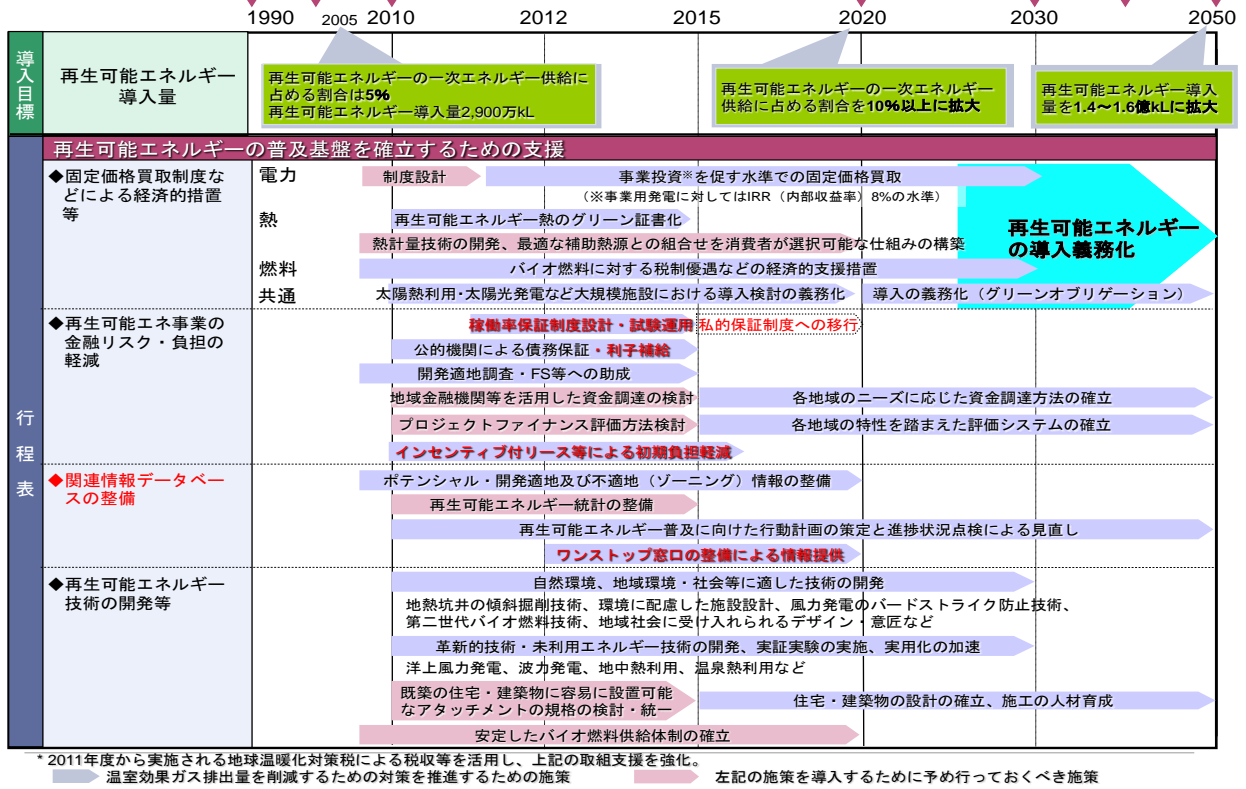 1990
2005
2010
2012
2015
2020
2030
2050
導入目標
再生可能エネルギー
導入量
再生可能エネルギーの一次エネルギー供給に
占める割合は5%
再生可能エネルギー導入量2,900万kL
再生可能エネルギーの一次エネルギー
供給に占める割合を10%以上に拡大
再生可能エネルギー導入
量を1.4～1.6億kLに拡大
行程表
再生可能エネルギーの普及基盤を確立するための支援
◆固定価格買取制度な
どによる経済的措置
等
電力
制度設計
事業投資※を促す水準での固定価格買取
（※事業用発電に対してはIRR（内部収益率）8%の水準）
熱
再生可能エネルギー熱のグリーン証書化
熱計量技術の開発、最適な補助熱源との組合せを消費者が選択可能な仕組みの構築
燃料
バイオ燃料に対する税制優遇などの経済的支援措置
共通
太陽熱利用・太陽光発電など大規模施設における導入検討の義務化
導入の義務化（グリーンオブリゲーション）
再生可能エネルギー
の導入義務化
◆再生可能エネ事業の
金融リスク・負担の
軽減
稼働率保証制度設計・試験運用
私的保証制度への移行
公的機関による債務保証・利子補給
開発適地調査・FS等への助成
地域金融機関等を活用した資金調達の検討
各地域のニーズに応じた資金調達方法の確立
プロジェクトファイナンス評価方法検討
各地域の特性を踏まえた評価システムの確立
インセンティブ付リース等による初期負担軽減
◆関連情報データベー
スの整備
ポテンシャル・開発適地及び不適地（ゾーニング）情報の整備
再生可能エネルギー統計の整備
再生可能エネルギー普及に向けた行動計画の策定と進捗状況点検による見直し
ワンストップ窓口の整備による情報提供
◆再生可能エネルギー
技術の開発等
自然環境、地域環境・社会等に適した技術の開発
地熱坑井の傾斜掘削技術、環境に配慮した施設設計、風力発電のバードストライク防止技術、
第二世代バイオ燃料技術、地域社会に受け入れられるデザイン・意匠など
革新的技術・未利用エネルギー技術の開発、実証実験の実施、実用化の加速
洋上風力発電、波力発電、地中熱利用、温泉熱利用など
既築の住宅・建築物に容易に設置可能
なアタッチメントの規格の検討・統一
住宅・建築物の設計の確立、施工の人材育成
安定したバイオ燃料供給体制の確立
* 2011年度から実施される地球温暖化対策税による税収等を活用し、上記の取組支援を強化。
温室効果ガス排出量を削減するための対策を推進するための施策
左記の施策を導入するために予め行っておくべき施策